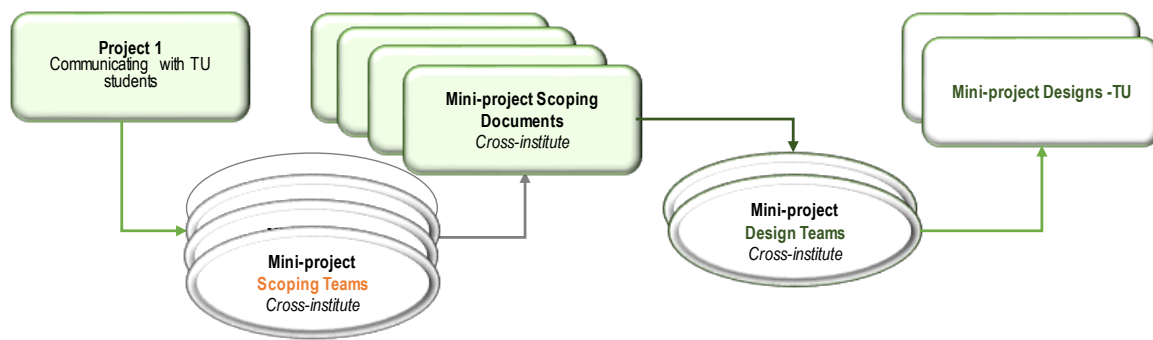 Project 1
Communicating with TU
students
Mini-project Scoping
Documents
Cross-institute
Mini-project Designs -TU
Mini-project
Design Teams
Cross-institute
Mini-project
Scoping Teams
Cross-institute